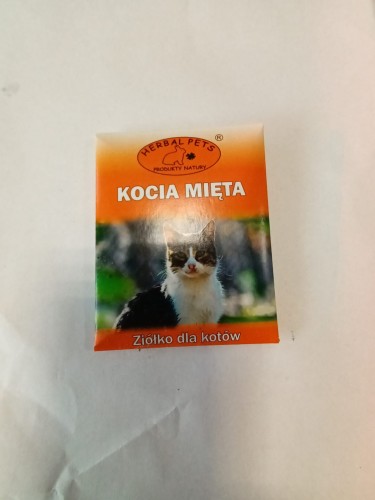 HERBAL PETS ®
PRODUKTY NATURY
KOCIA MIĘTA
Ziółko dla kotów